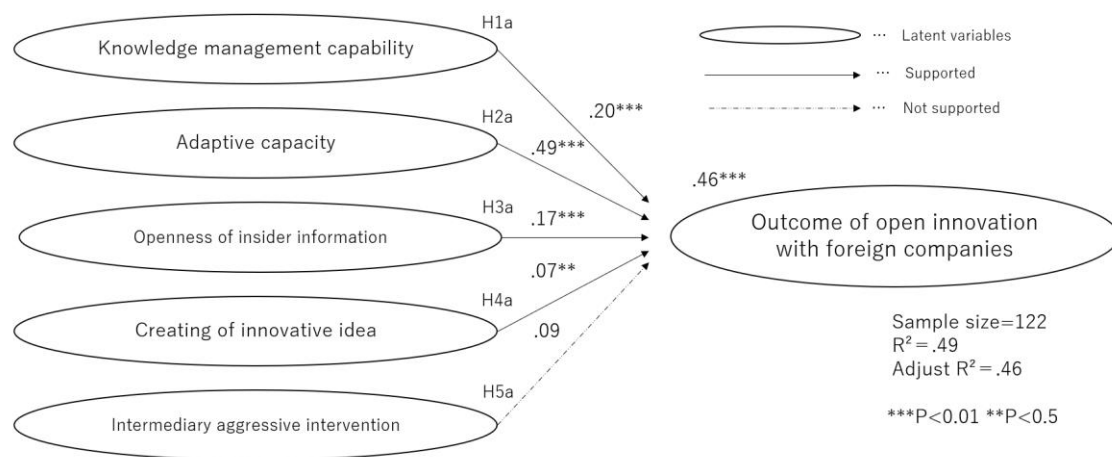 H1a
Knowledge management capability
.20***
H2a
Adaptive capacity
.49***
H3a
Openness of insider information
.17***
.07**
H4a
Creating of innovative idea
.09
H5a
Intermediary aggressive intervention
⋯ Latent variables
⋯ Supported
⋯ Not supported
.46***
Outcome of open innovation
with foreign companies
Sample size=122
R²=.49
Adjust R²=.46
***P<0.01 **P<0.5